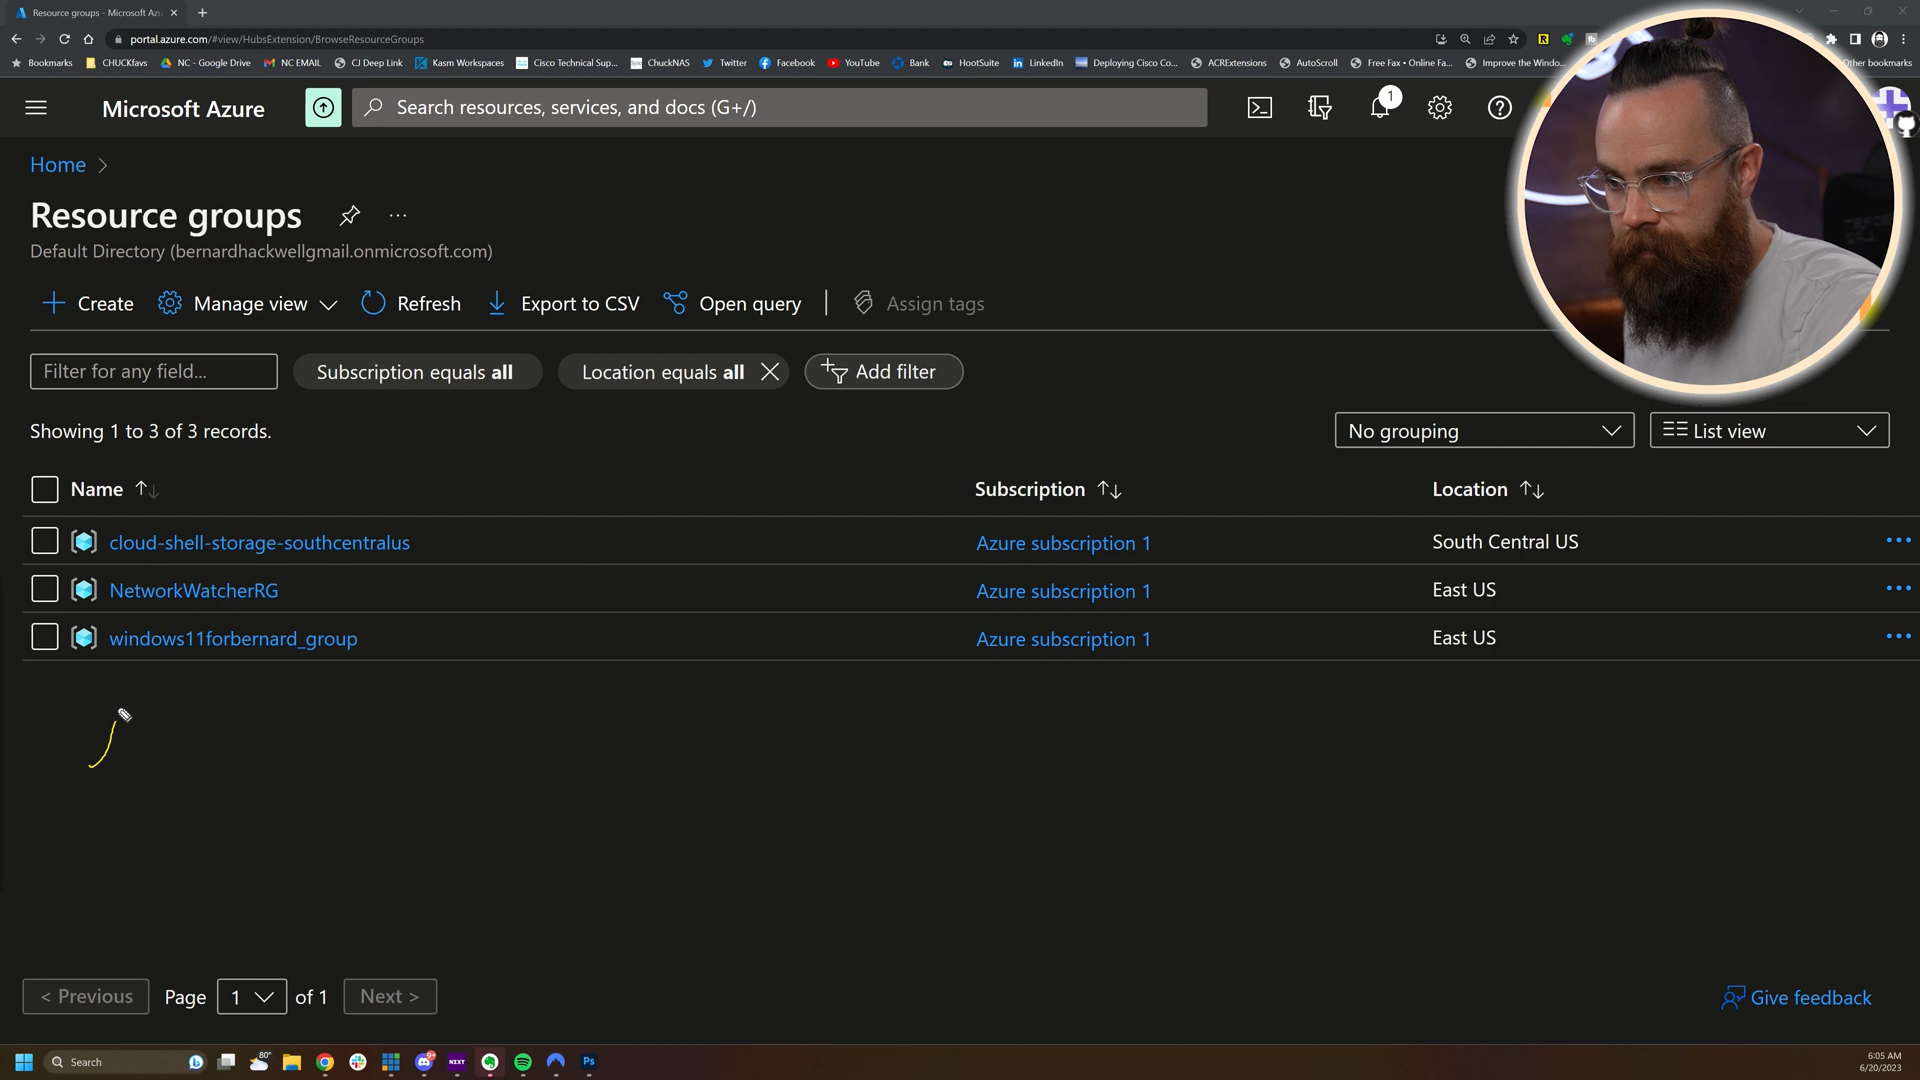 Resource groups - Microsoft Azu
portal.azure.com/#view/HubsExtension/BrowseResourceGroups
Bookmarks CHUCKfavs NC - Google Drive NC EMAIL CJ Deep Link Kasm Workspaces Cisco Technical Sup... ChuckNAS Twitter Facebook YouTube Bank HootSuite LinkedIn Deploying Cisco Co... ACRExtensions AutoScroll Free Fax • Online Fa... Improve the Windo... Other bookmarks
Microsoft Azure
Search resources, services, and docs (G+/)
1
Home >
Resource groups
Default Directory (bernardhackwellgmail.onmicrosoft.com)
Create Manage view Refresh Export to CSV Open query Assign tags
Filter for any field... Subscription equals all Location equals all Add filter
Showing 1 to 3 of 3 records. No grouping List view
Name Subscription Location
cloud-shell-storage-southcentralus Azure subscription 1 South Central US
NetworkWatcherRG Azure subscription 1 East US
windows11forbernard_group Azure subscription 1 East US
< Previous Page 1 of 1 Next > Give feedback
Search 80° NIXT Ps 6:05 AM
6/20/2023